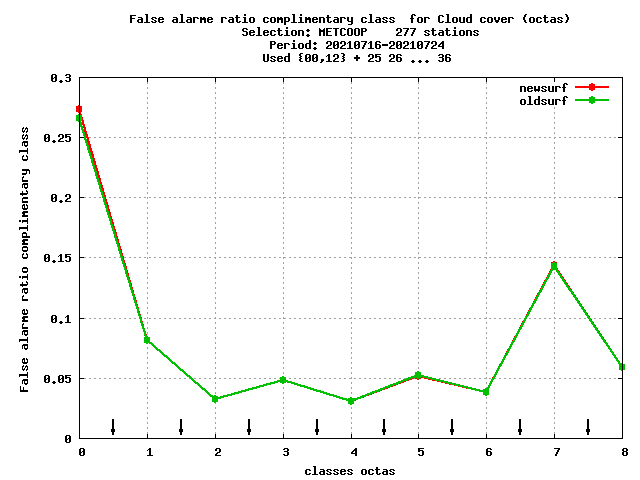 False alarme ratio complimentary class  for Cloud cover (octas)
Selection: METCOOP    277 stations
Period: 20210716-20210724
Used {00,12} + 25 26 ... 36
newsurf
oldsurf
False alarme ratio complimentary class
0.3
0.25
0.2
0.15
0.1
0.05
0
0 1 2 3 4 5 6 7 8
classes octas